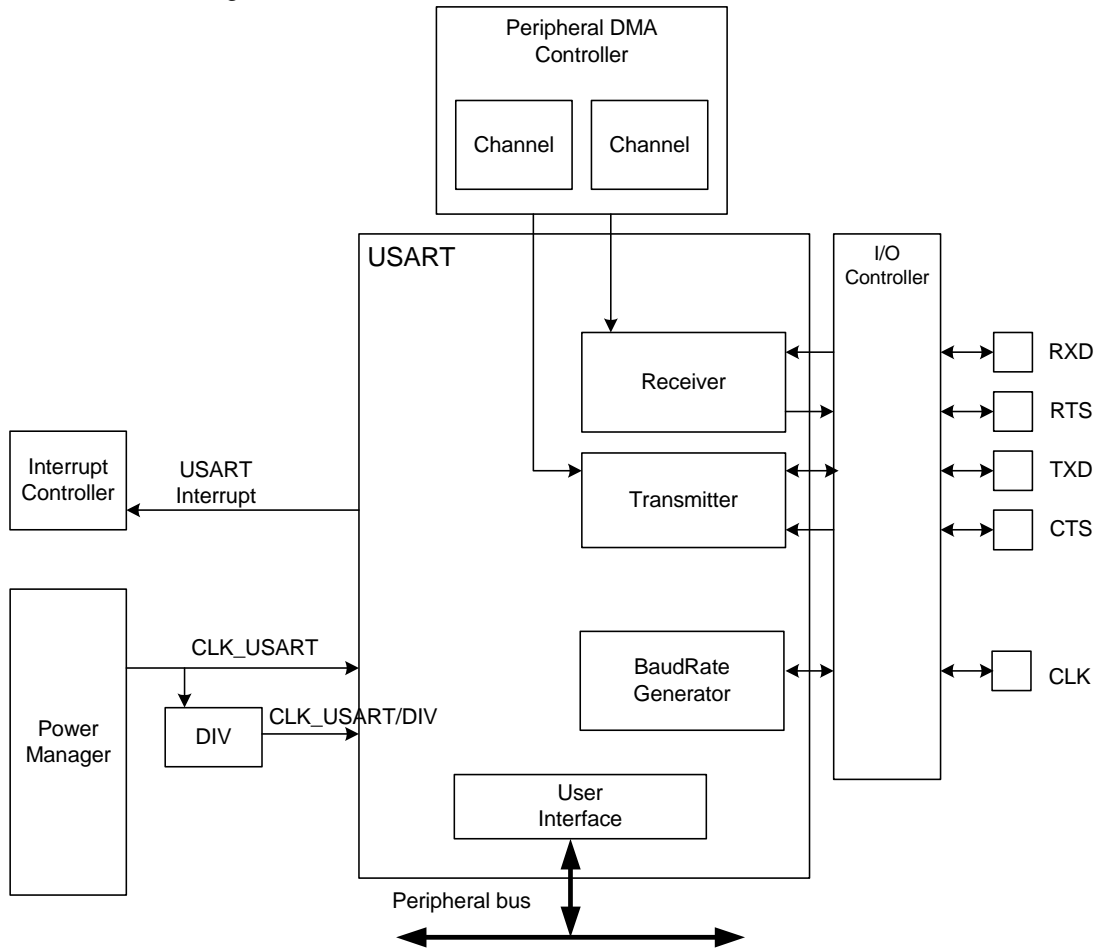 Peripheral DMA
Controller
Channel
Channel
USART
I/O
Controller
Receiver
RXD
RTS
Interrupt
Controller
USART
Interrupt
Transmitter
TXD
CTS
CLK_USART
BaudRate
Generator
CLK
Power
Manager
DIV
CLK_USART/DIV
User
Interface
Peripheral bus